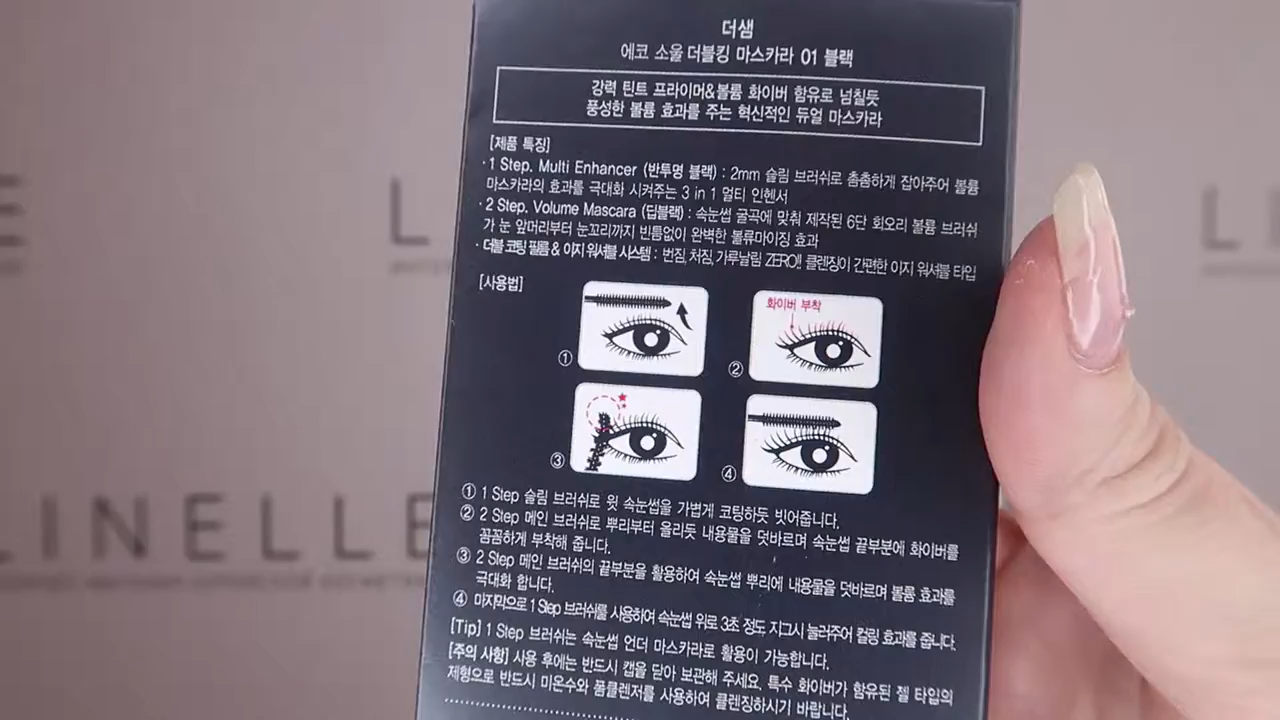 더샘
에코 소울 더블킹 마스카라 01 블랙
강력 틴트 프라이머&볼륨 화이버 함유로 넘칠듯
풍성한 볼륨 효과를 주는 혁신적인 듀얼 마스카라
[제품 특징]
·1 Step. Multi Enhancer (반투명 블랙) : 2mm 슬림 브러쉬로 촘촘하게 잡아주어 볼륨
마스카라의 효과를 극대화 시켜주는 3 in 1 멀티 인헨서
·2 Step. Volume Mascara (딥블랙) : 속눈썹 굴곡에 맞춰 제작된 6단 회오리 볼륨 브러쉬
가 눈 앞머리부터 눈꼬리까지 빈틈없이 완벽한 볼류마이징 효과
·더블 코팅 필름 & 이지 워셔블 시스템 : 번짐, 처짐, 가루날림 ZERO!! 클렌징이 간편한 이지 워셔블 타입
[사용법]
화이버 부착
①
②
③
④
① 1 Step 슬림 브러쉬로 윗 속눈썹을 가볍게 코팅하듯 빗어줍니다.
② 2 Step 메인 브러쉬로 뿌리부터 올리듯 내용물을 덧바르며 속눈썹 끝부분에 화이버를
꼼꼼하게 부착해 줍니다.
③ 2 Step 메인 브러쉬의 끝부분을 활용하여 속눈썹 뿌리에 내용물을 덧바르며 볼륨 효과를
극대화 합니다.
④ 마지막으로 1 Step 브러쉬를 사용하여 속눈썹 위로 3초 정도 지그시 눌러주어 컬링 효과를 줍니다.
[Tip] 1 Step 브러쉬는 속눈썹 언더 마스카라로 활용이 가능합니다.
[주의 사항] 사용 후에는 반드시 캡을 닫아 보관해 주세요. 특수 화이버가 함유된 젤 타입의
제형으로 반드시 미온수와 폼클렌저를 사용하여 클렌징하시기 바랍니다.
E
L
L
LINELLE